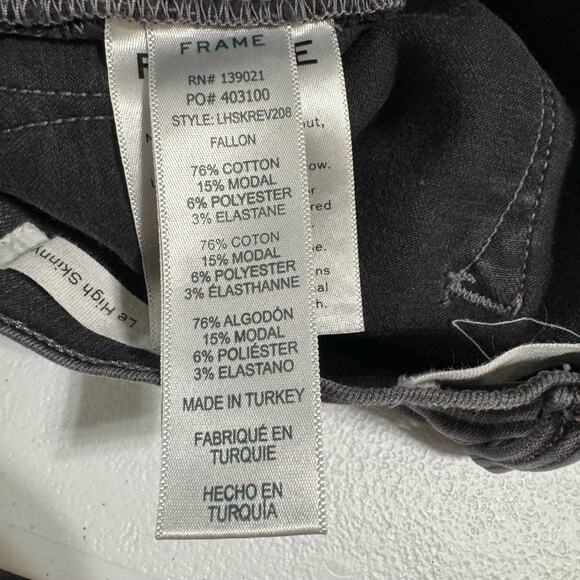 FRAME
RN# 139021
PO# 403100
STYLE: LHSKREV208
FALLON
76% COTTON
15% MODAL
6% POLYESTER
3% ELASTANE
76% COTON
15% MODAL
6% POLYESTER
3% ÉLASTHANNE
76% ALGODÓN
15% MODAL
6% POLIÉSTER
3% ELASTANO
MADE IN TURKEY
FABRIQUÉ EN
TURQUIE
HECHO EN
TURQUÍA
Le High Skinny